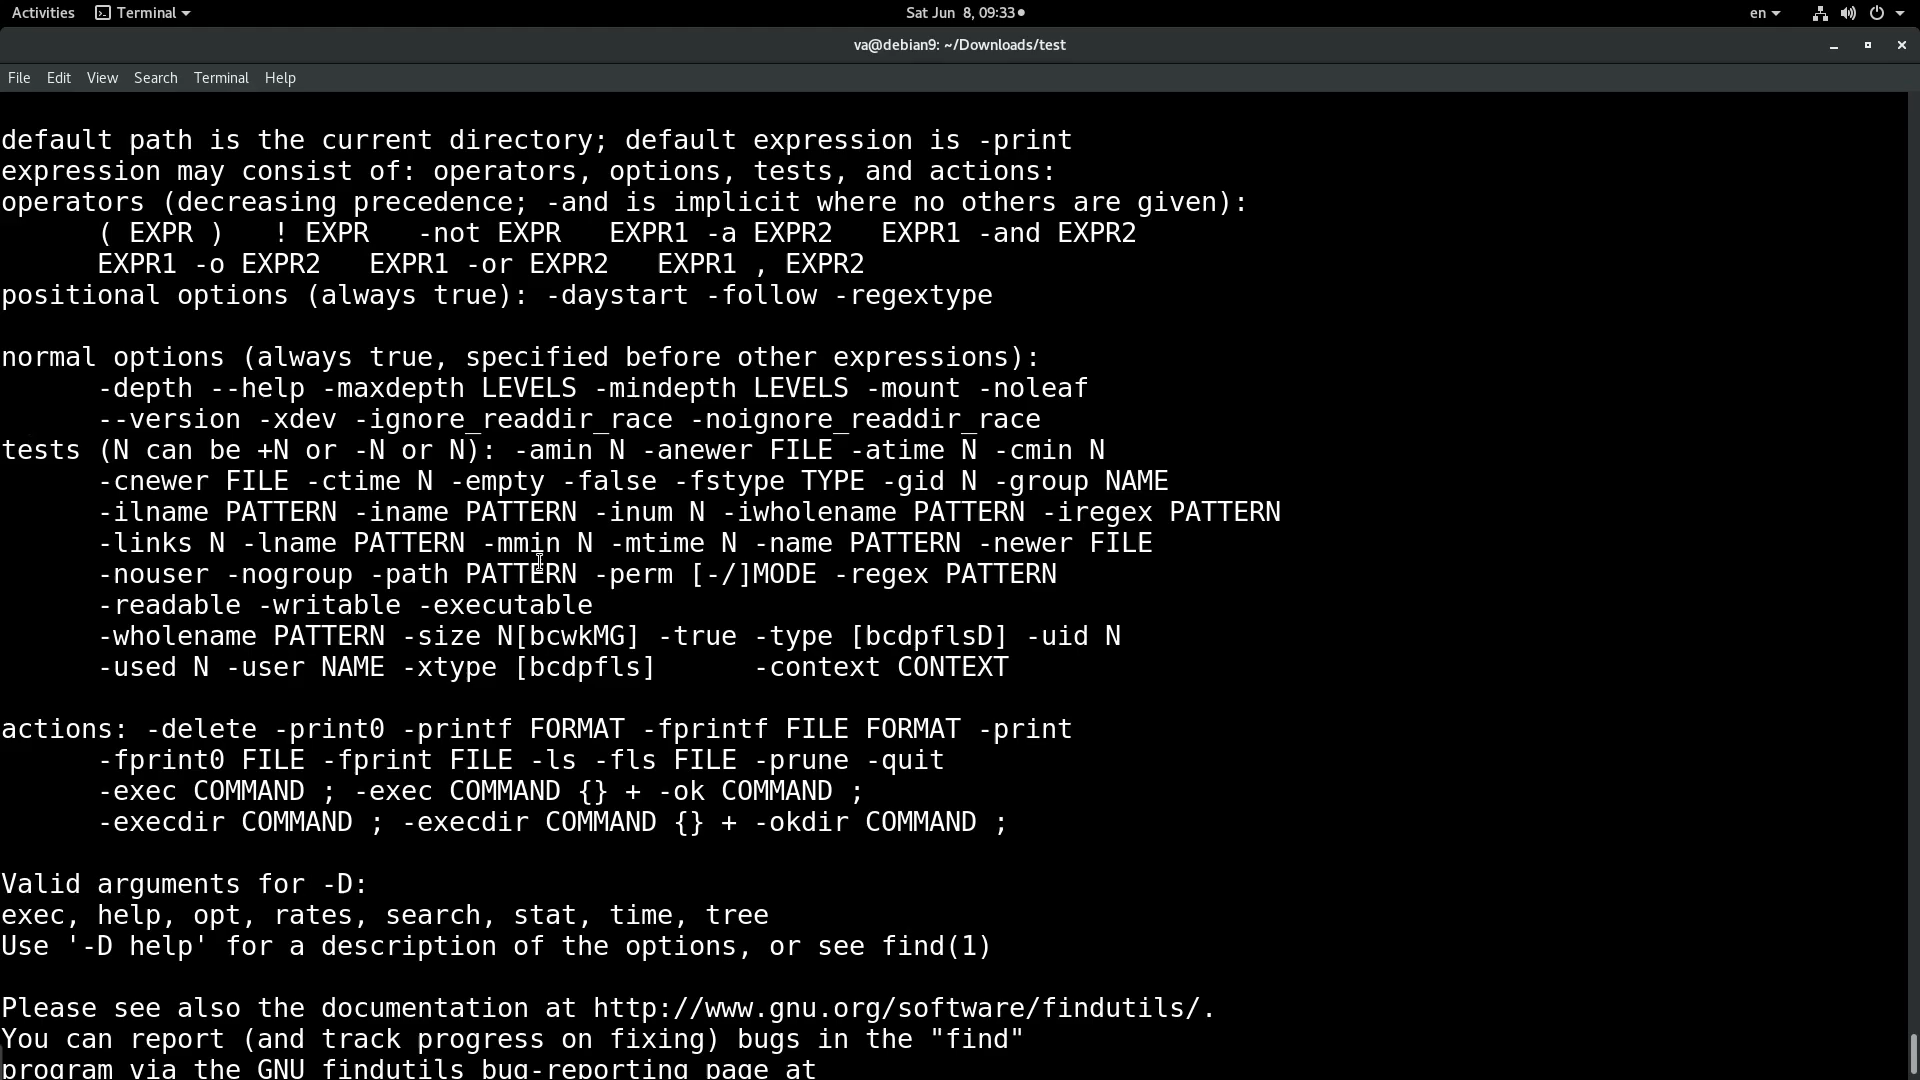 Activities Terminal Sat Jun 8, 09:33 en
va@debian9: ~/Downloads/test
File Edit View Search Terminal Help
default path is the current directory; default expression is -print
expression may consist of: operators, options, tests, and actions:
operators (decreasing precedence; -and is implicit where no others are given):
      ( EXPR )   ! EXPR   -not EXPR   EXPR1 -a EXPR2   EXPR1 -and EXPR2
      EXPR1 -o EXPR2   EXPR1 -or EXPR2   EXPR1 , EXPR2
positional options (always true): -daystart -follow -regextype
normal options (always true, specified before other expressions):
      -depth --help -maxdepth LEVELS -mindepth LEVELS -mount -noleaf
      --version -xdev -ignore_readdir_race -noignore_readdir_race
tests (N can be +N or -N or N): -amin N -anewer FILE -atime N -cmin N
      -cnewer FILE -ctime N -empty -false -fstype TYPE -gid N -group NAME
      -ilname PATTERN -iname PATTERN -inum N -iwholename PATTERN -iregex PATTERN
      -links N -lname PATTERN -mmin N -mtime N -name PATTERN -newer FILE
      -nouser -nogroup -path PATTERN -perm [-/]MODE -regex PATTERN
      -readable -writable -executable
      -wholename PATTERN -size N[bcwkMG] -true -type [bcdpflsD] -uid N
      -used N -user NAME -xtype [bcdpfls]      -context CONTEXT
actions: -delete -print0 -printf FORMAT -fprintf FILE FORMAT -print
      -fprint0 FILE -fprint FILE -ls -fls FILE -prune -quit
      -exec COMMAND ; -exec COMMAND {} + -ok COMMAND ;
      -execdir COMMAND ; -execdir COMMAND {} + -okdir COMMAND ;
Valid arguments for -D:
exec, help, opt, rates, search, stat, time, tree
Use '-D help' for a description of the options, or see find(1)
Please see also the documentation at http://www.gnu.org/software/findutils/.
You can report (and track progress on fixing) bugs in the "find"
program via the GNU findutils bug-reporting page at